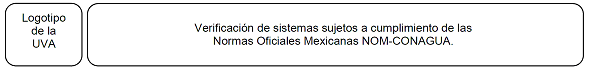 Logotipo
de la
UVA
Verificación de sistemas sujetos a cumplimiento de las
Normas Oficiales Mexicanas NOM-CONAGUA.